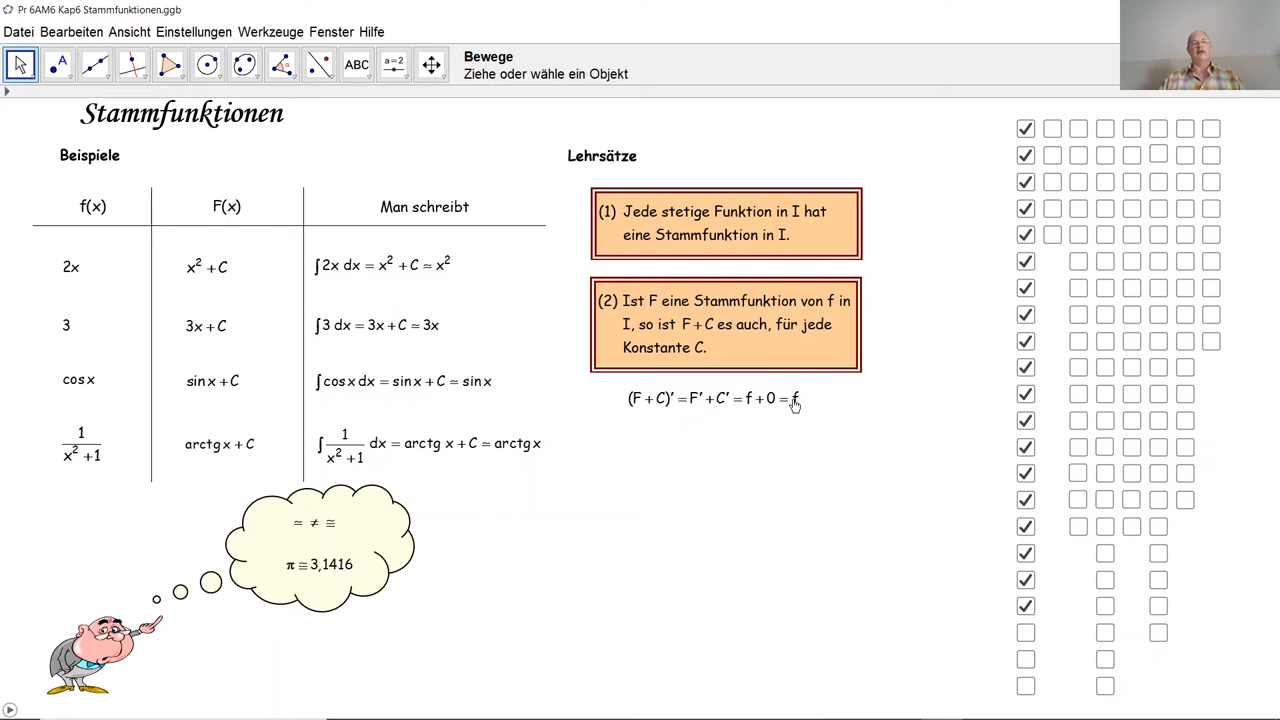 Pr 6AM6 Kap6 Stammfunktionen.ggb
Datei Bearbeiten Ansicht Einstellungen Werkzeuge Fenster Hilfe
A
ABC
a=2
Bewege
Ziehe oder wähle ein Objekt
Stammfunktionen
Beispiele
f(x) F(x) Man schreibt
2x x² + C ∫2x dx = x² + C ≃ x²
3 3x + C ∫3 dx = 3x + C ≃ 3x
cos x sin x + C ∫cos x dx = sin x + C ≃ sin x
1/(x² + 1) arctg x + C ∫ 1/(x² + 1) dx = arctg x + C ≃ arctg x
≃ ≠ ≅
π ≅ 3,1416
Lehrsätze
(1) Jede stetige Funktion in I hat
eine Stammfunktion in I.
(2) Ist F eine Stammfunktion von f in
I, so ist F + C es auch, für jede
Konstante C.
(F + C)′ = F′ + C′ = f + 0 = f